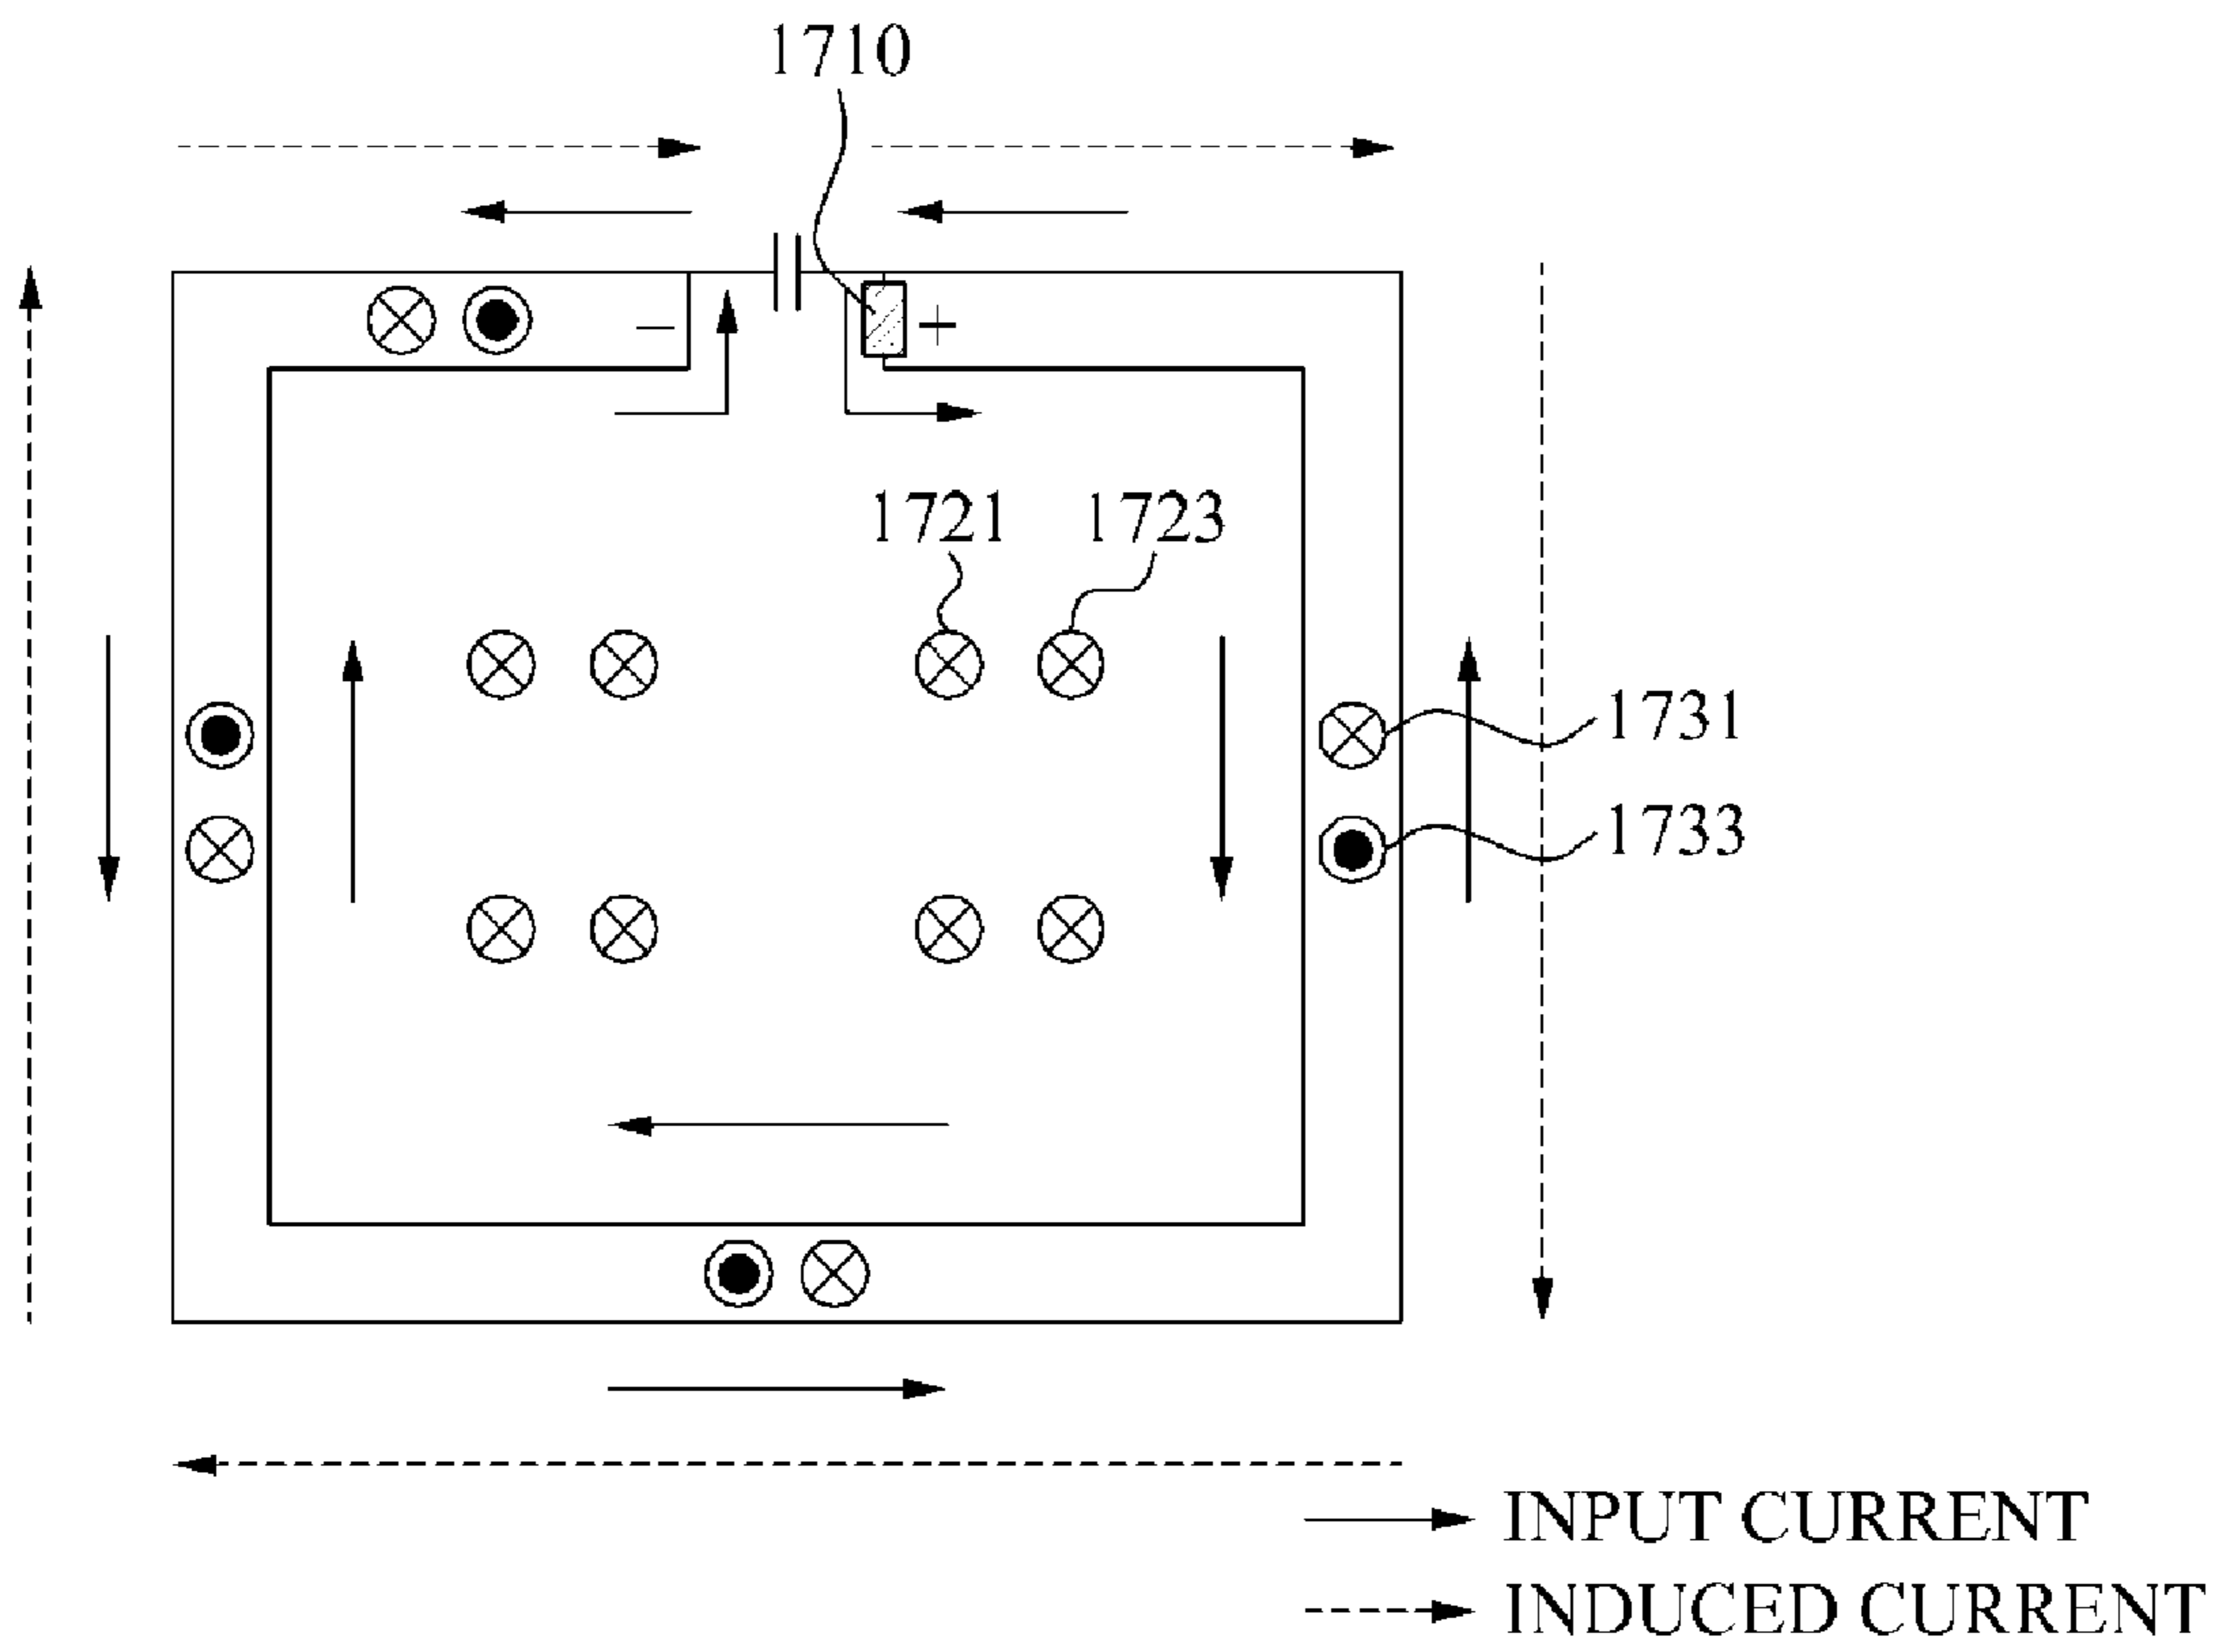 1710
− +
1721 1723
1731
1733
INPUT CURRENT
INDUCED CURRENT